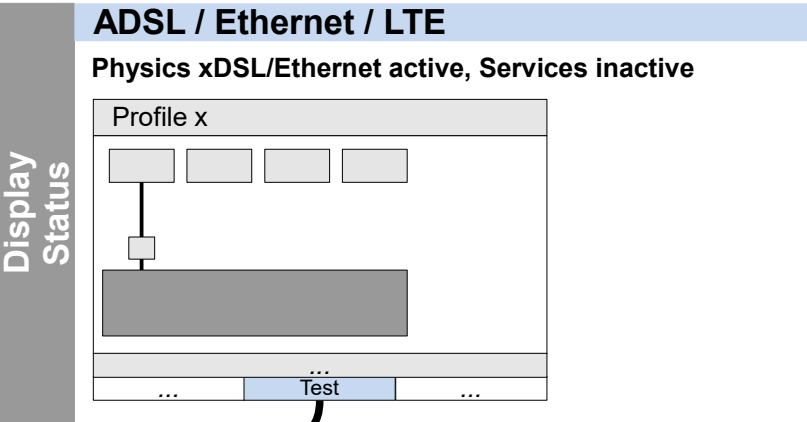 ADSL / Ethernet / LTE
Physics xDSL/Ethernet active, Services inactive
Display
Status
Profile x
...
... Test ...